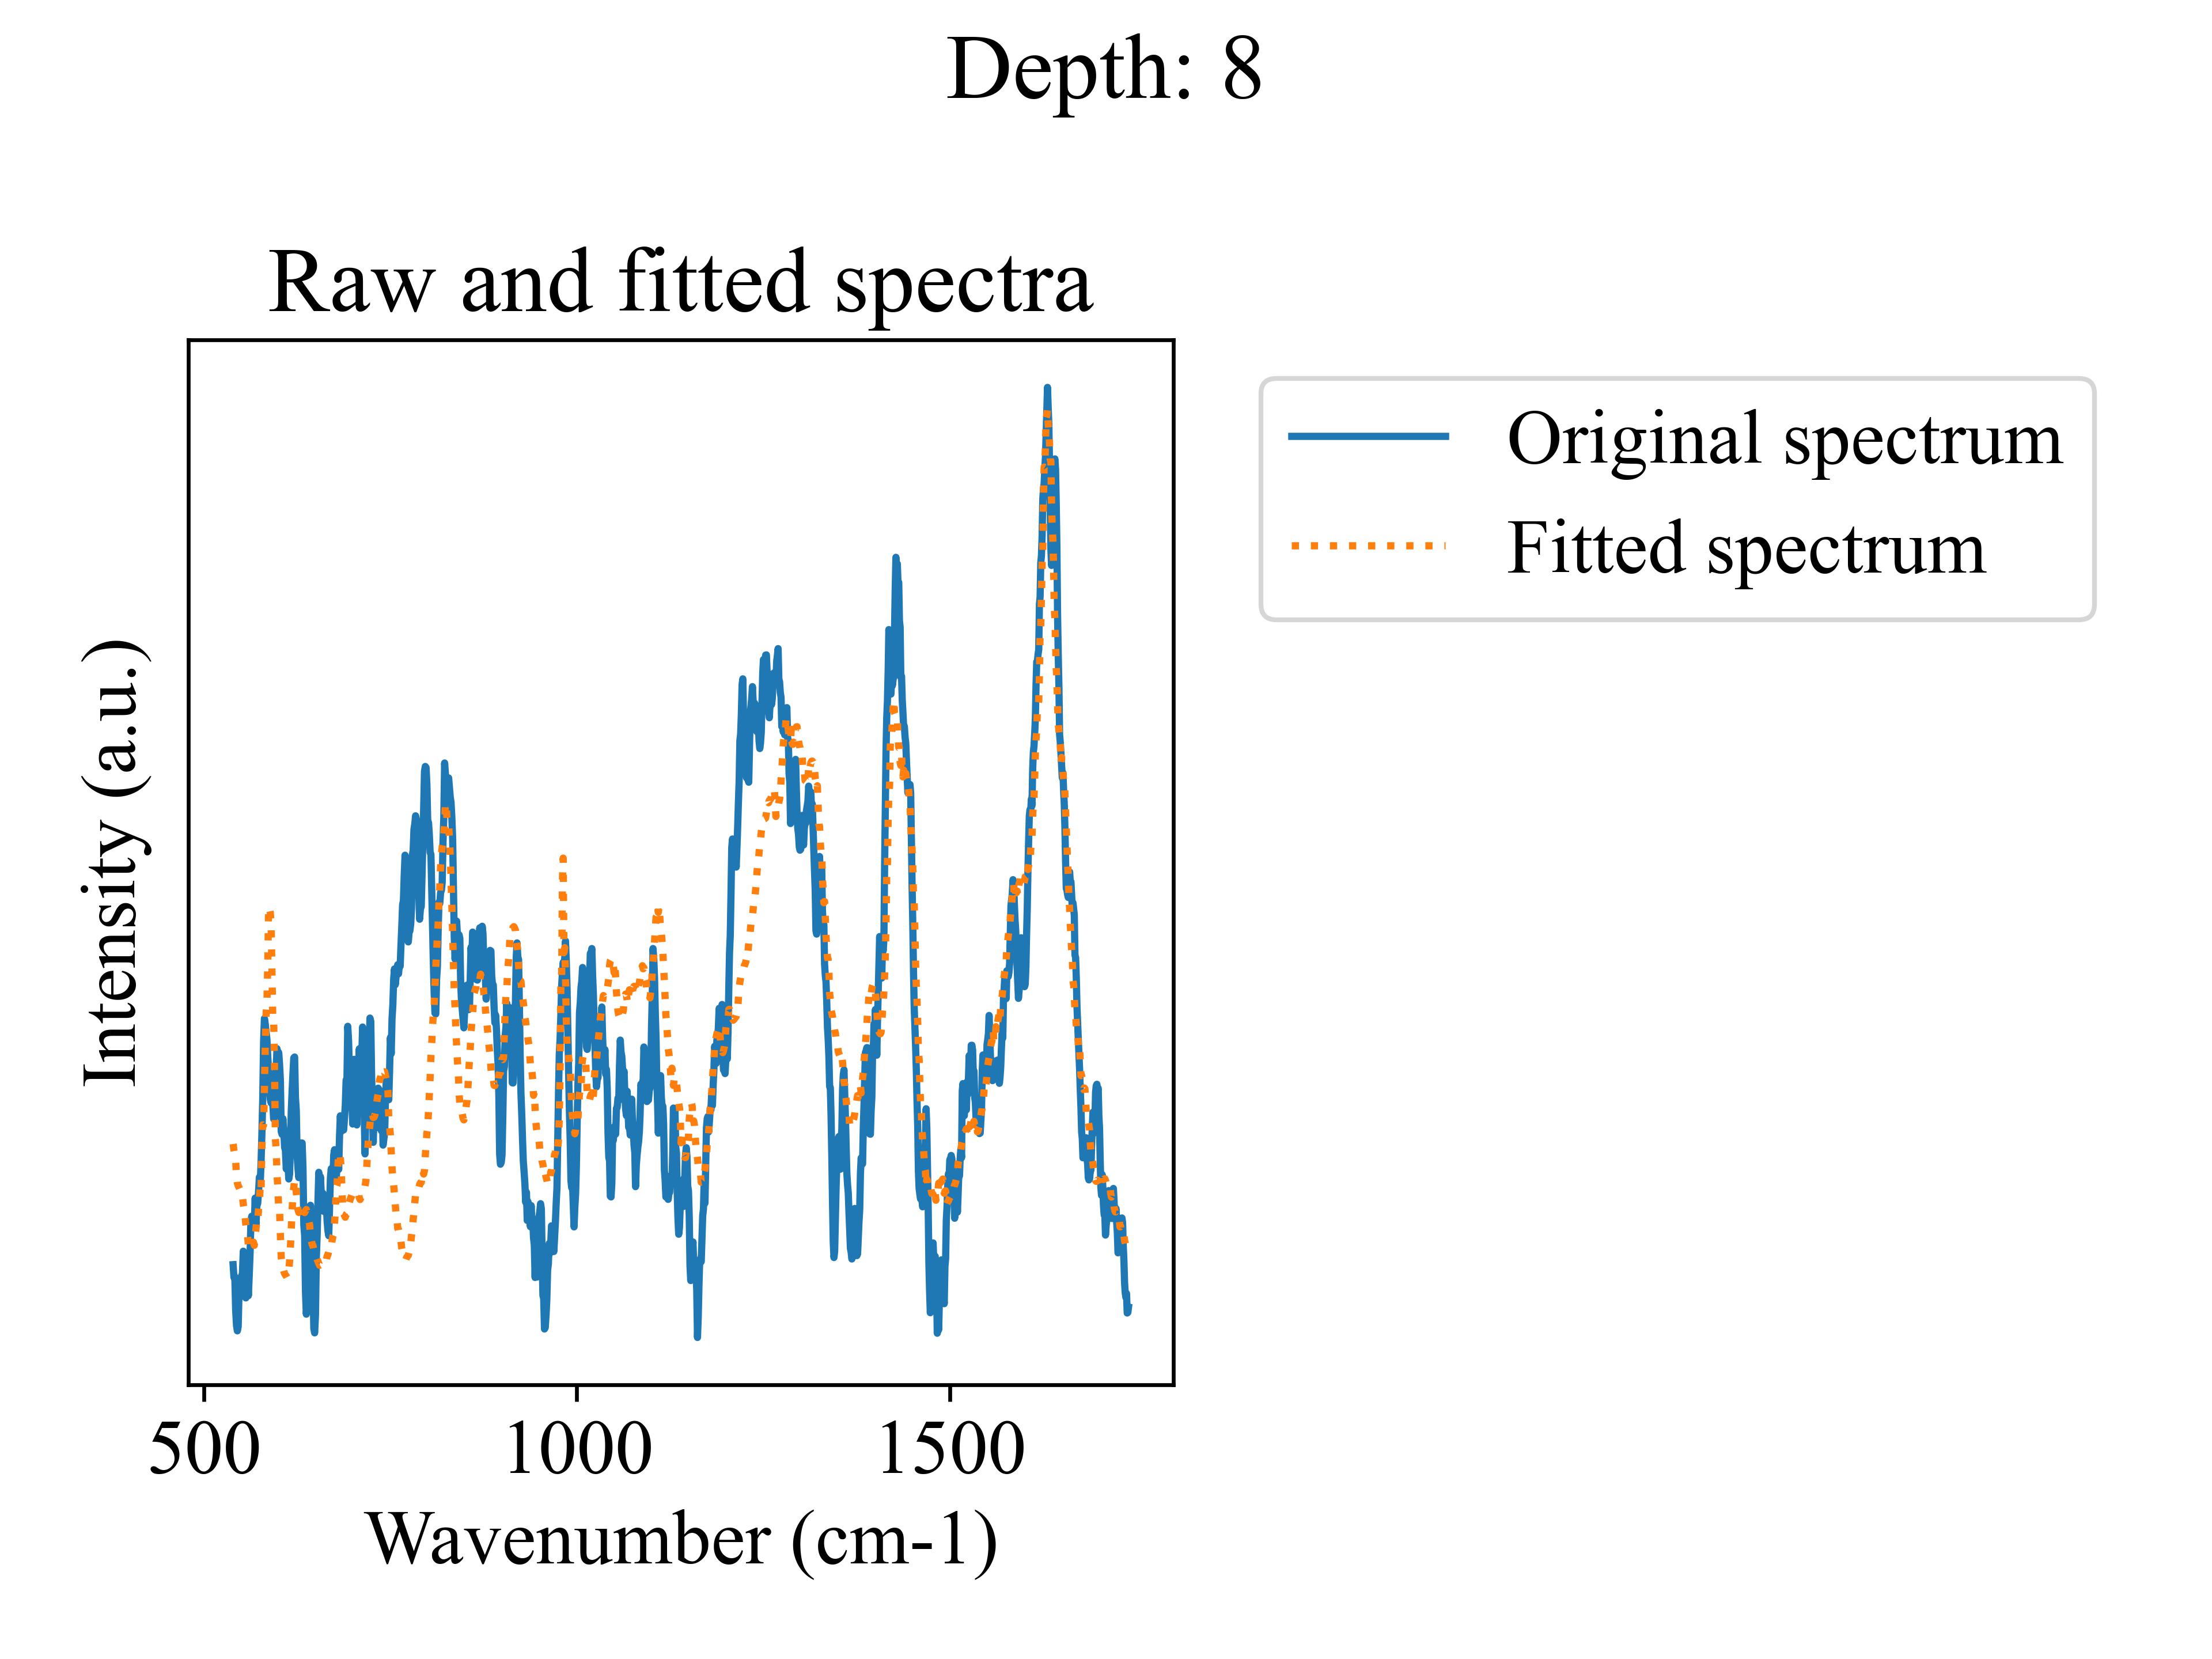 Depth: 8
Raw and fitted spectra
Original spectrum
Fitted spectrum
Intensity (a.u.)
500 1000 1500
Wavenumber (cm-1)